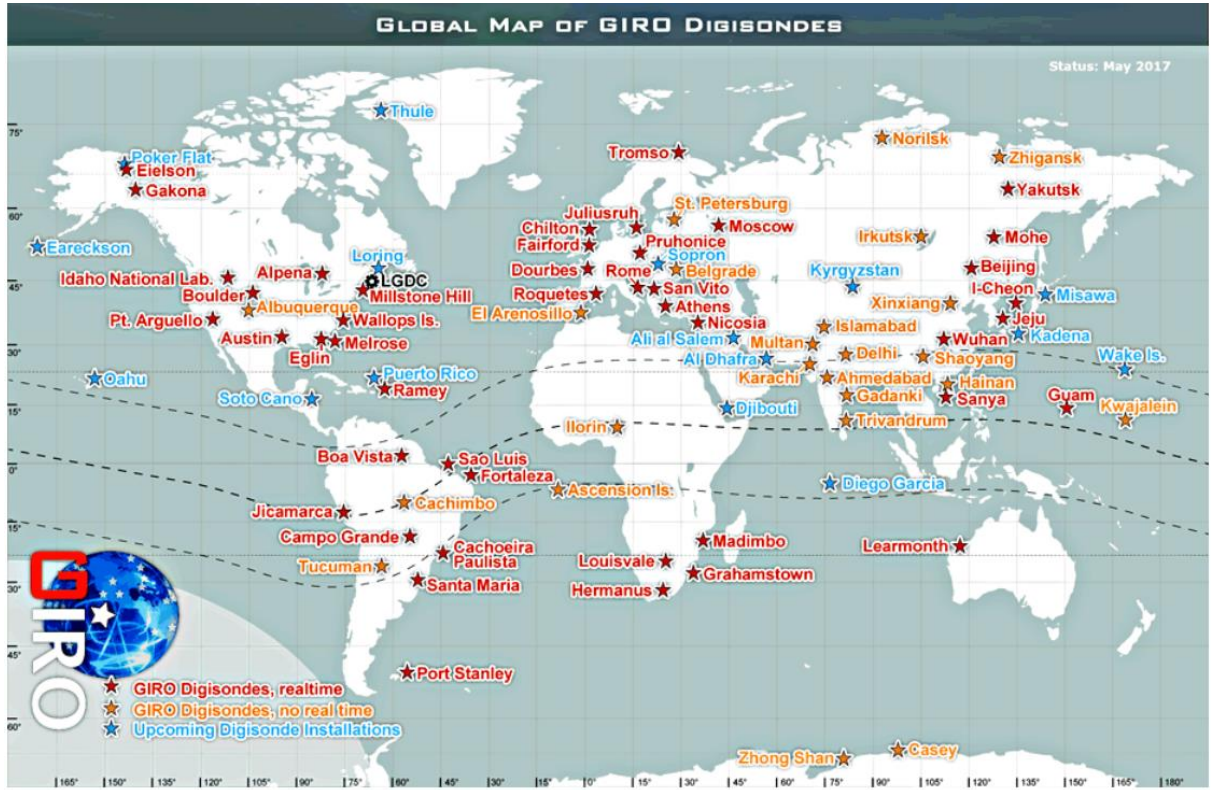 GLOBAL MAP OF GIRO DIGISONDES
Status: May 2017
75°
60°
45°
30°
15°
0°
15°
30°
45°
60°
Thule
Norilsk
Tromso
Poker Flat
Zhigansk
Eielson
Gakona
Yakutsk
St. Petersburg
Juliusruh
Chilton
Moscow
Irkutsk
Mohe
Fairford
Pruhonice
Eareckson
Loring
Sopron
Idaho National Lab.
Alpena
LGDC
Dourbes
Rome
Belgrade
Kyrgyzstan
Beijing
Boulder
Millstone Hill
Roquetes
San Vito
I-Cheon
Misawa
Albuquerque
El Arenosillo
Athens
Xinxiang
Pt. Arguello
Wallops Is.
Nicosia
Islamabad
Jeju
Austin
Melrose
Ali al Salem
Multan
Wuhan
Kadena
Eglin
Al Dhafra
Delhi
Shaoyang
Wake Is.
Oahu
Puerto Rico
Karachi
Ahmedabad
Hainan
Ramey
Gadanki
Sanya
Guam
Soto Cano
Djibouti
Kwajalein
Ilorin
Trivandrum
Boa Vista
Sao Luis
Fortaleza
Ascension Is.
Diego Garcia
Cachimbo
Jicamarca
Campo Grande
Madimbo
Learmonth
Cachoeira
Paulista
Louisvale
Tucuman
Grahamstown
Santa Maria
Hermanus
Port Stanley
GIRO
GIRO Digisondes, realtime
GIRO Digisondes, no real time
Upcoming Digisonde Installations
Zhong Shan
Casey
165° 150° 135° 120° 105° 90° 75° 60° 45° 30° 15° 0° 15° 30° 45° 60° 75° 90° 105° 120° 135° 150° 165° 180°